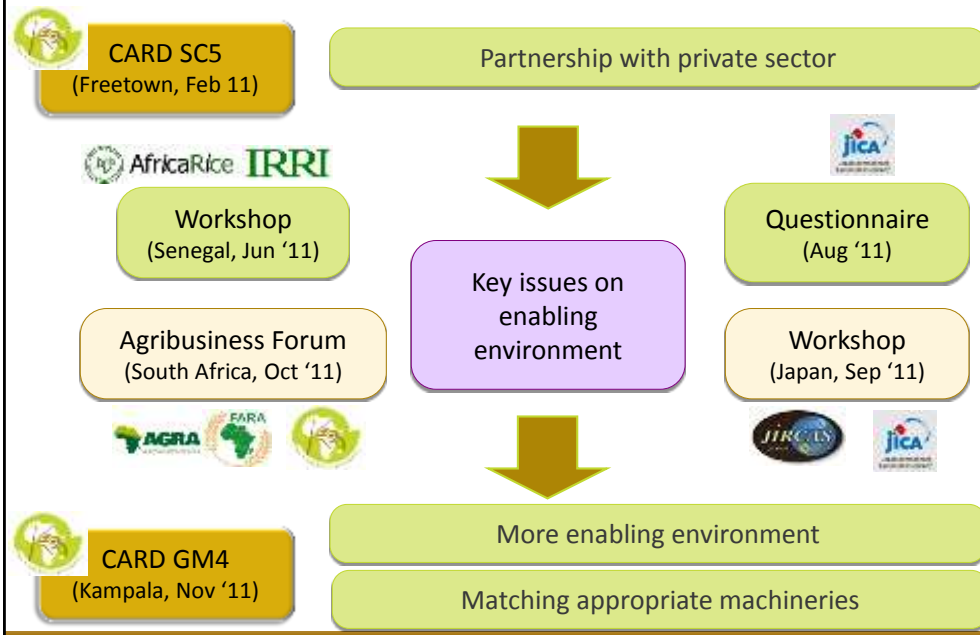 CARD SC5
(Freetown, Feb 11)
Partnership with private sector
AfricaRice IRRI
jICA
Workshop
(Senegal, Jun ‘11)
Questionnaire
(Aug ‘11)
Key issues on
enabling
environment
Agribusiness Forum
(South Africa, Oct ‘11)
Workshop
(Japan, Sep ‘11)
AGRA
FARA
JIRCAS
jICA
CARD GM4
(Kampala, Nov ‘11)
More enabling environment
Matching appropriate machineries